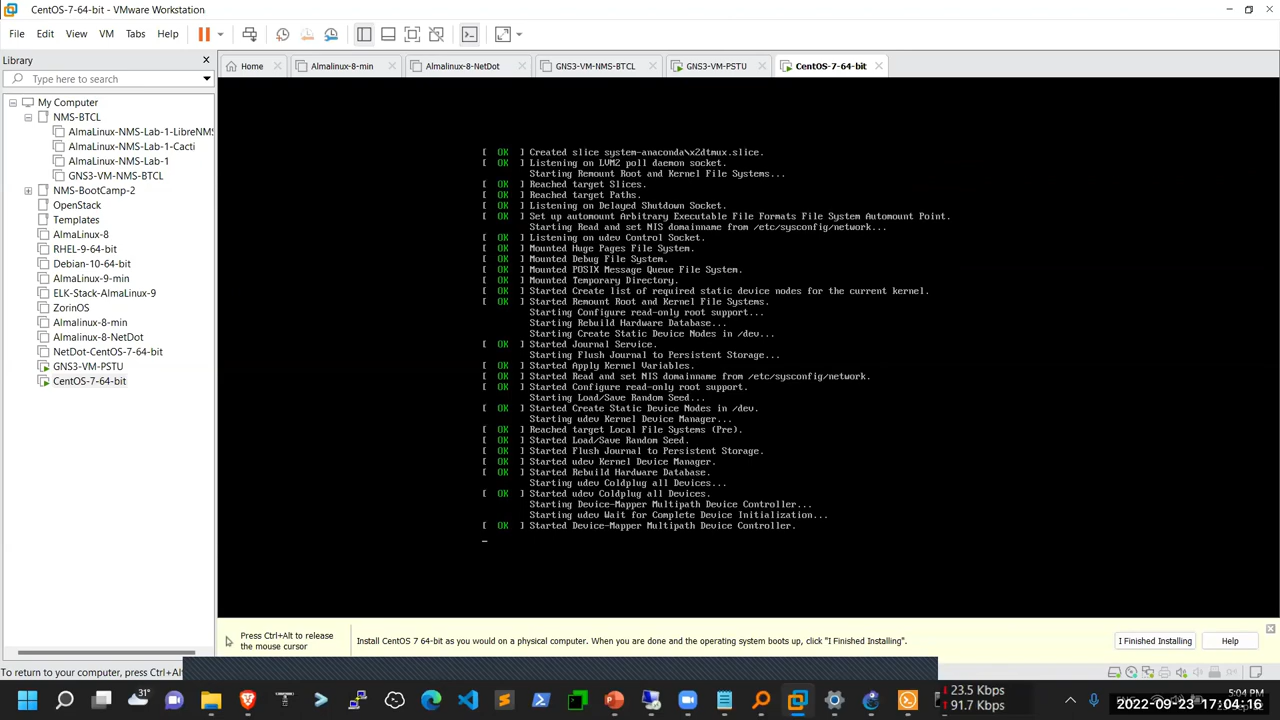 CentOS-7-64-bit - VMware Workstation
File Edit View VM Tabs Help
Library
Type here to search
Home
Almalinux-8-min
Almalinux-8-NetDot
GNS3-VM-NMS-BTCL
GNS3-VM-PSTU
CentOS-7-64-bit
My Computer
NMS-BTCL
AlmaLinux-NMS-Lab-1-LibreNMS
AlmaLinux-NMS-Lab-1-Cacti
AlmaLinux-NMS-Lab-1
GNS3-VM-NMS-BTCL
NMS-BootCamp-2
OpenStack
Templates
AlmaLinux-8
RHEL-9-64-bit
Debian-10-64-bit
AlmaLinux-9-min
ELK-Stack-AlmaLinux-9
ZorinOS
Almalinux-8-min
Almalinux-8-NetDot
NetDot-CentOS-7-64-bit
GNS3-VM-PSTU
CentOS-7-64-bit
[ OK ] Created slice system-anaconda\x2dtmux.slice.
[ OK ] Listening on LVM2 poll daemon socket.
Starting Remount Root and Kernel File Systems...
[ OK ] Reached target Slices.
[ OK ] Reached target Paths.
[ OK ] Listening on Delayed Shutdown Socket.
[ OK ] Set up automount Arbitrary Executable File Formats File System Automount Point.
Starting Read and set NIS domainname from /etc/sysconfig/network...
[ OK ] Listening on udev Control Socket.
[ OK ] Mounted Huge Pages File System.
[ OK ] Mounted Debug File System.
[ OK ] Mounted POSIX Message Queue File System.
[ OK ] Mounted Temporary Directory.
[ OK ] Started Create list of required static device nodes for the current kernel.
[ OK ] Started Remount Root and Kernel File Systems.
Starting Configure read-only root support...
Starting Rebuild Hardware Database...
Starting Create Static Device Nodes in /dev...
[ OK ] Started Journal Service.
Starting Flush Journal to Persistent Storage...
[ OK ] Started Apply Kernel Variables.
[ OK ] Started Read and set NIS domainname from /etc/sysconfig/network.
[ OK ] Started Configure read-only root support.
Starting Load/Save Random Seed...
[ OK ] Started Create Static Device Nodes in /dev.
Starting udev Kernel Device Manager...
[ OK ] Reached target Local File Systems (Pre).
[ OK ] Started Load/Save Random Seed.
[ OK ] Started Flush Journal to Persistent Storage.
[ OK ] Started udev Kernel Device Manager.
[ OK ] Started Rebuild Hardware Database.
Starting udev Coldplug all Devices...
[ OK ] Started udev Coldplug all Devices.
Starting Device-Mapper Multipath Device Controller...
Starting udev Wait for Complete Device Initialization...
[ OK ] Started Device-Mapper Multipath Device Controller.
Press Ctrl+Alt to release
the mouse cursor
Install CentOS 7 64-bit as you would on a physical computer. When you are done and the operating system boots up, click "I Finished Installing".
I Finished Installing
Help
To return to your computer, press Ctrl+Alt
31°
23.5 Kbps
91.7 Kbps
5:04 PM
2022-09-23 17:04:16